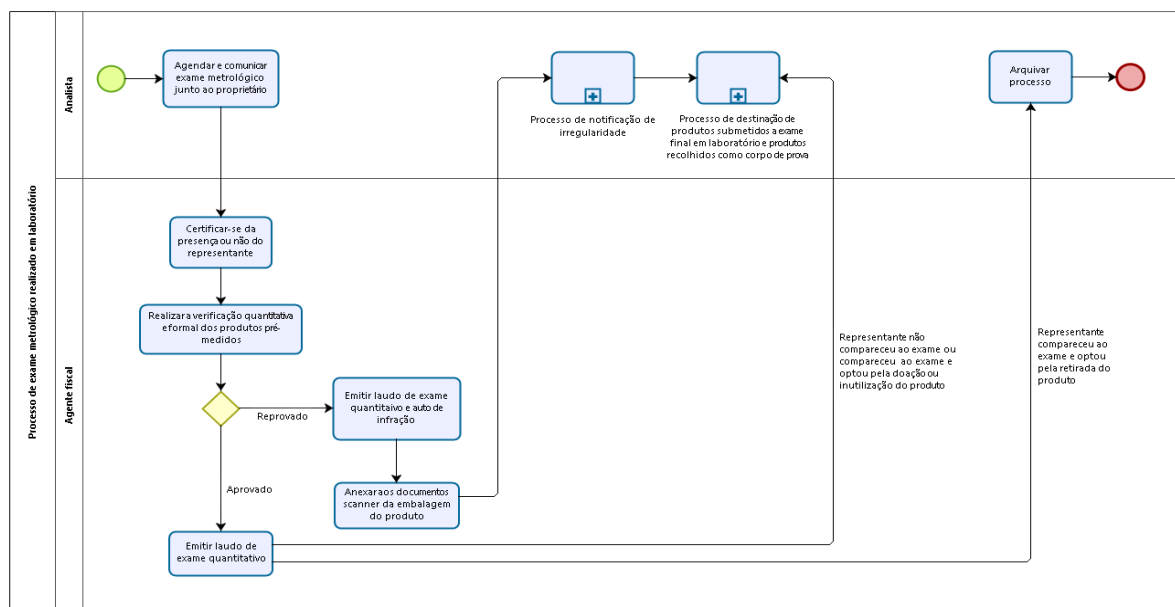 Processo de exame metrológico realizado em laboratório
Analista
Agendar e comunicar
exame metrológico
junto ao proprietário
Processo de notificação de
irregularidade
Processo de destinação de
produtos submetidos a exame
final em laboratório e produtos
recolhidos como corpo de prova
Arquivar
processo
Agente fiscal
Certificar-se da
presença ou não do
representante
Realizar a verificação quantitativa
e formal dos produtos pré-
medidos
Reprovado
Emitir laudo de exame
quantitaivo e auto de
infração
Aprovado
Anexar aos documentos
scanner da embalagem
do produto
Emitir laudo de
exame quantitativo
Representante não
compareceu ao exame ou
compareceu ao exame e
optou pela doação ou
inutilização do produto
Representante
compareceu ao
exame e optou
pela retirada do
produto